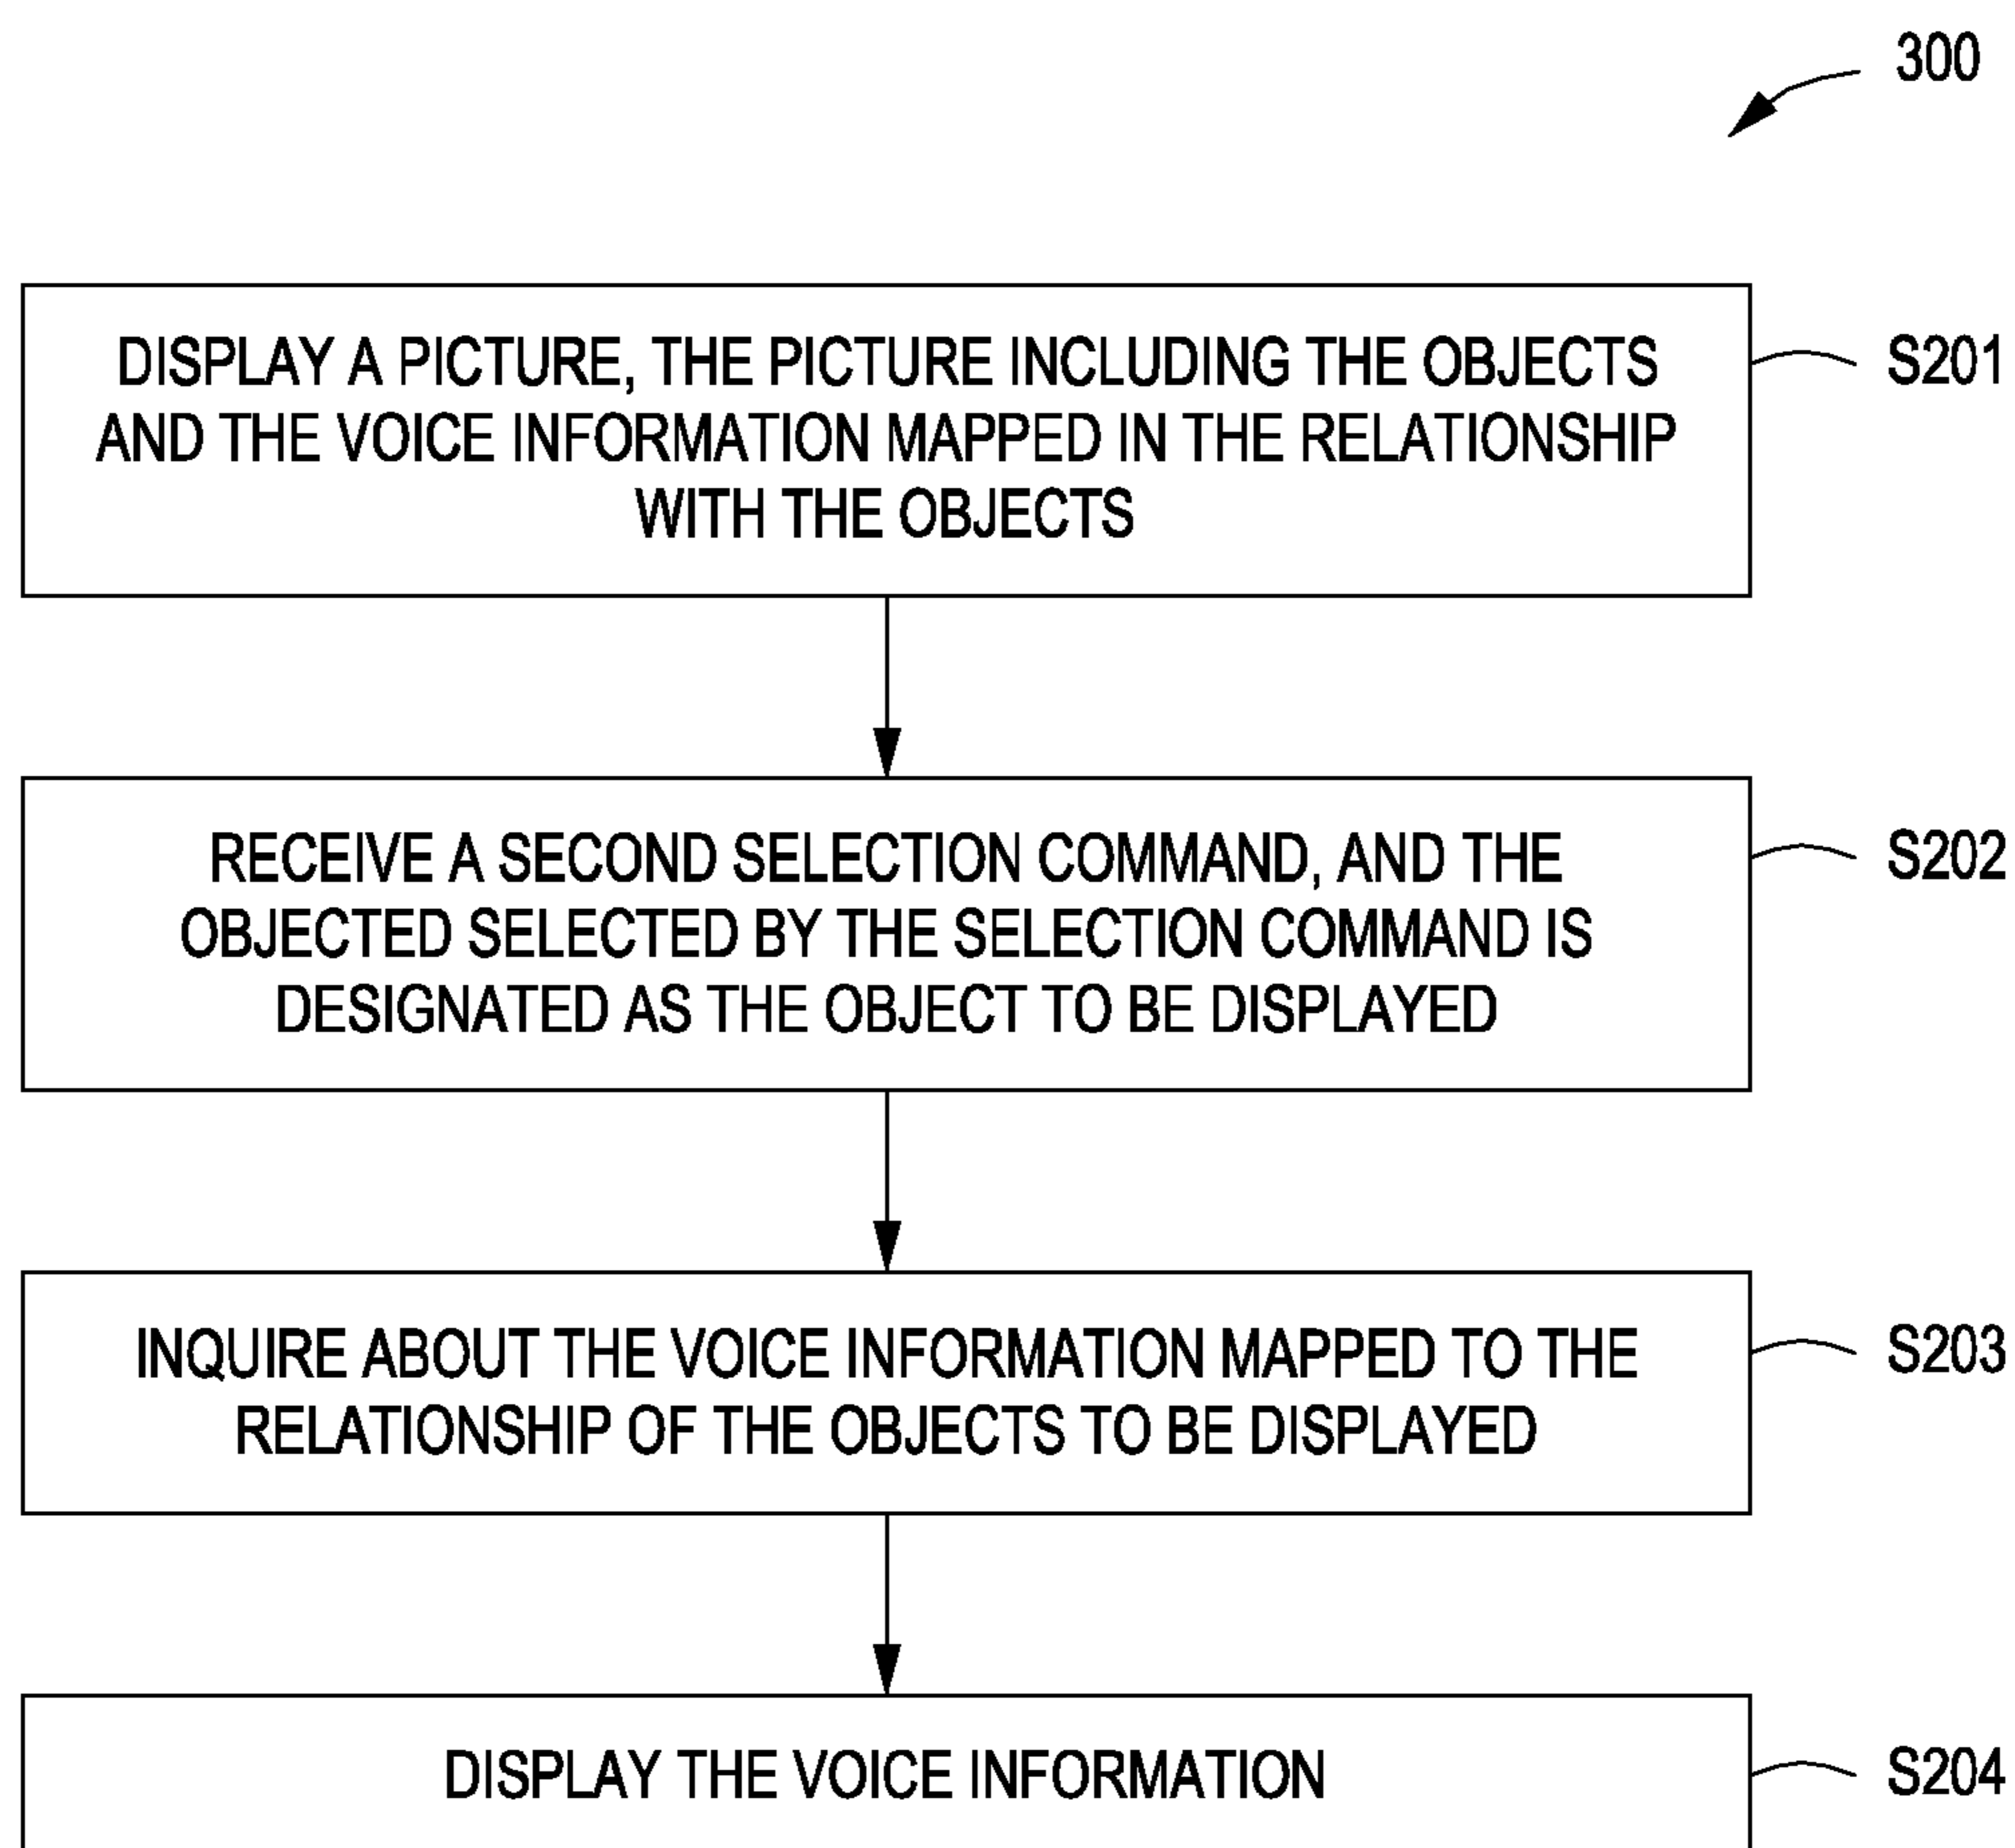 300
DISPLAY A PICTURE, THE PICTURE INCLUDING THE OBJECTS
AND THE VOICE INFORMATION MAPPED IN THE RELATIONSHIP
WITH THE OBJECTS
S201
RECEIVE A SECOND SELECTION COMMAND, AND THE
OBJECTED SELECTED BY THE SELECTION COMMAND IS
DESIGNATED AS THE OBJECT TO BE DISPLAYED
S202
INQUIRE ABOUT THE VOICE INFORMATION MAPPED TO THE
RELATIONSHIP OF THE OBJECTS TO BE DISPLAYED
S203
DISPLAY THE VOICE INFORMATION
S204